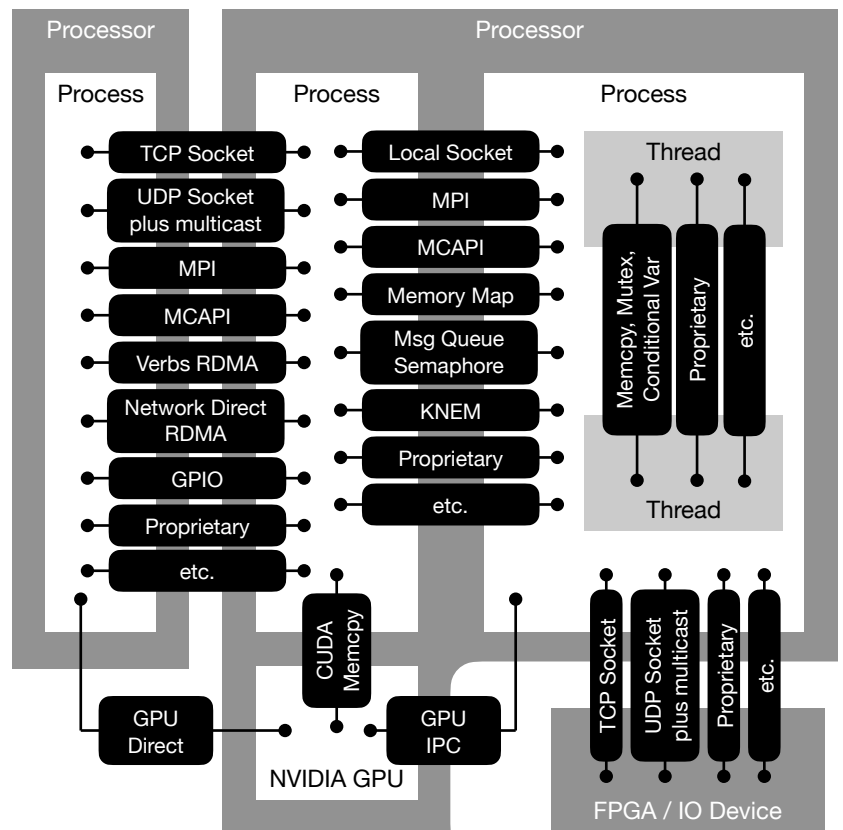 Processor
Processor
Process
Process
Process
TCP Socket
UDP Socket
plus multicast
MPI
MCAPI
Verbs RDMA
Network Direct
RDMA
GPIO
Proprietary
etc.
Local Socket
MPI
MCAPI
Memory Map
Msg Queue
Semaphore
KNEM
Proprietary
etc.
Thread
Memcpy, Mutex,
Conditional Var
Proprietary
etc.
Thread
CUDA
Memcpy
GPU
Direct
GPU
IPC
NVIDIA GPU
TCP Socket
UDP Socket
plus multicast
Proprietary
etc.
FPGA / IO Device